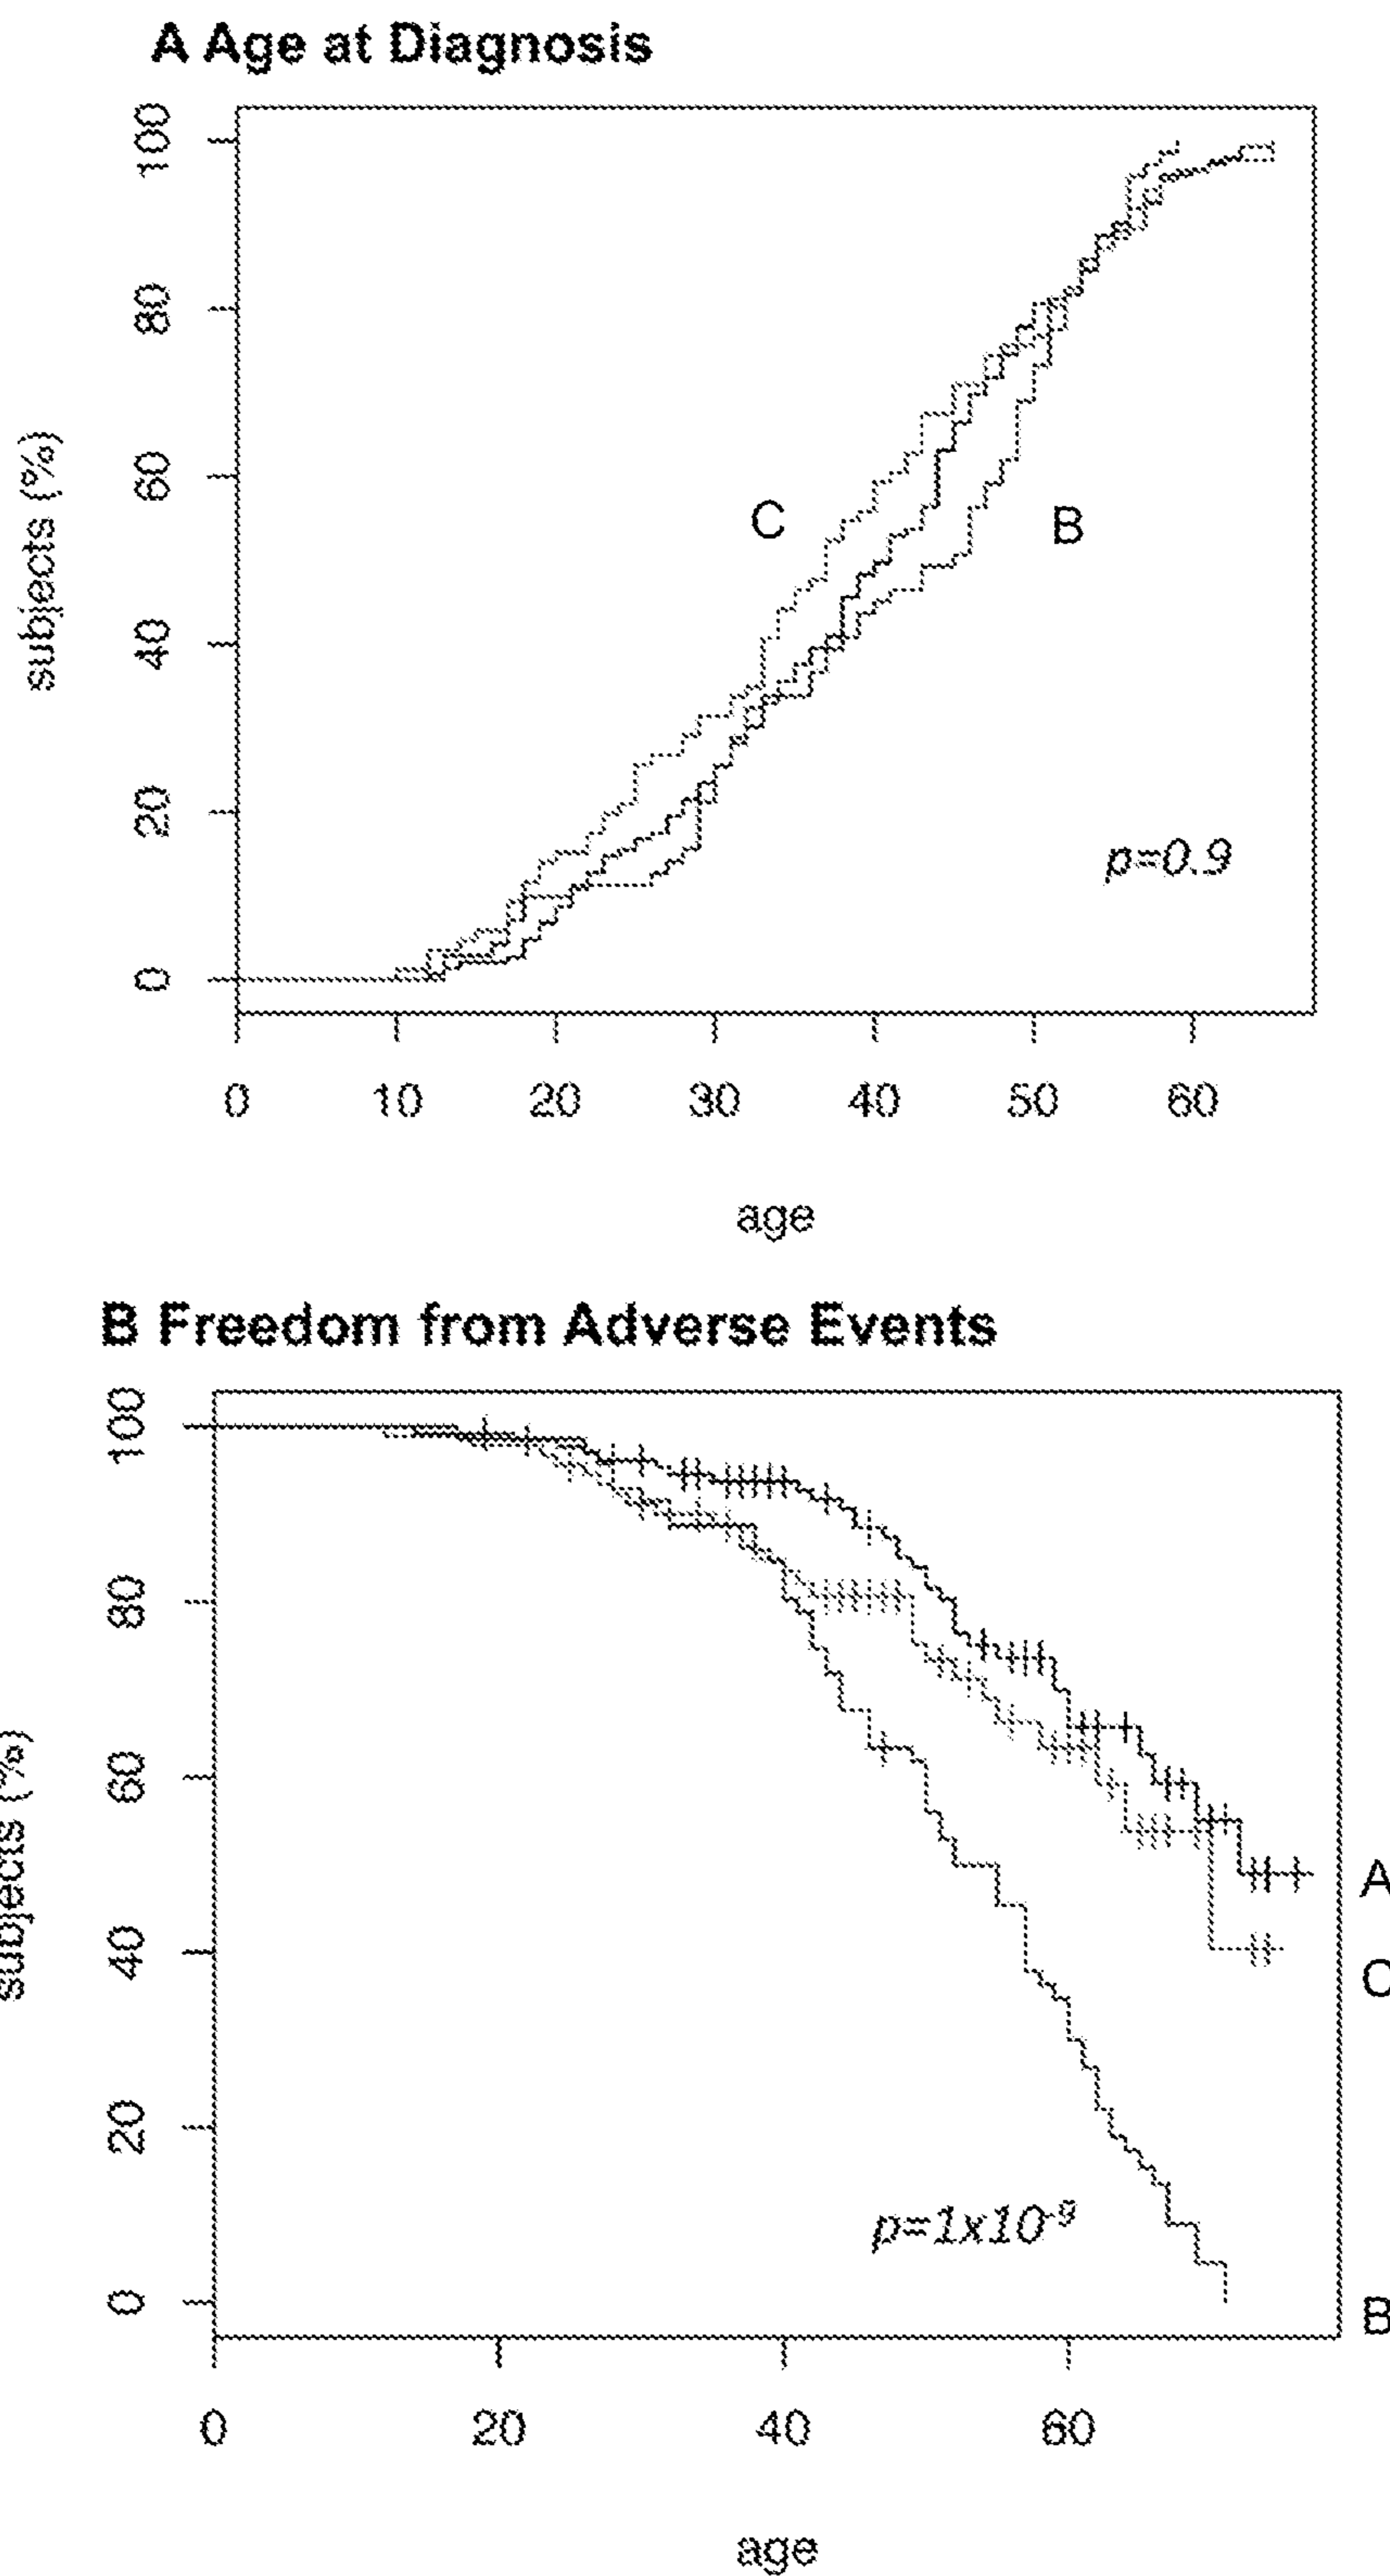 A Age at Diagnosis
100
80
60
40
20
0
subjects (%)
C
B
p=0.9
0 10 20 30 40 50 60
age
B Freedom from Adverse Events
100
80
60
40
20
0
subjects (%)
A
C
B
p=1x10-9
0 20 40 60
age